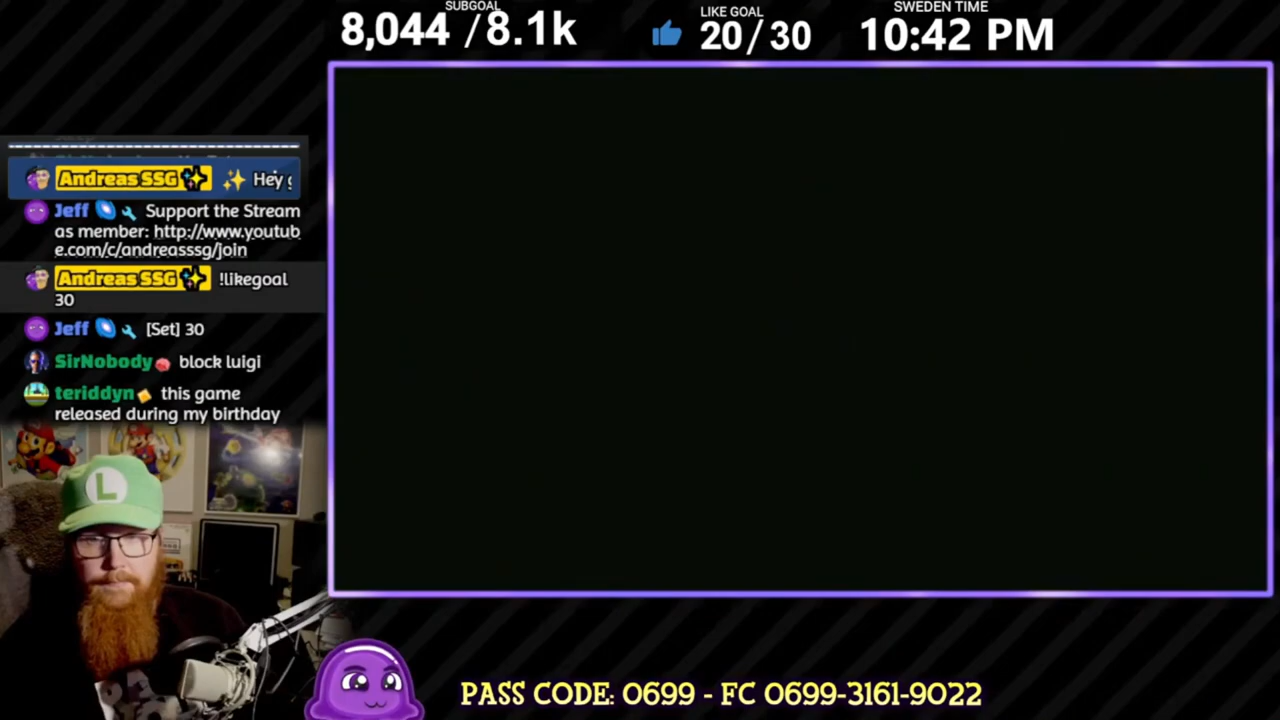 SUBGOAL
8,044 /8.1k
LIKE GOAL
20/30
SWEDEN TIME
10:42 PM
Andreas SSG Hey
Jeff Support the Stream
as member: http://www.youtub
e.com/c/andreasssg/join
Andreas SSG !likegoal
30
Jeff [Set] 30
SirNobody block luigi
teriddyn this game
released during my birthday
L
PASS CODE: 0699 - FC 0699-3161-9022